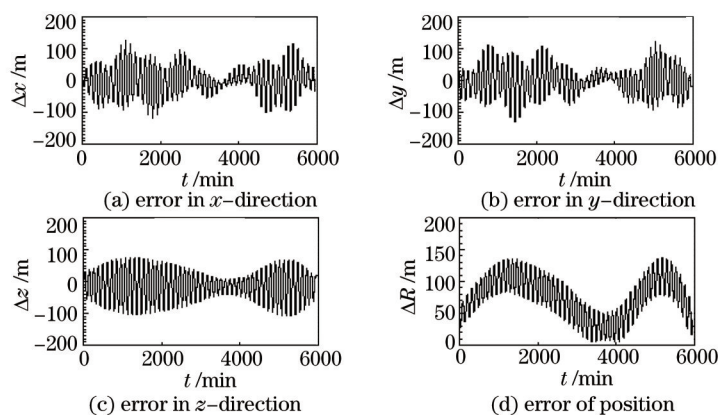 200
100
0
−100
−200
Δx /m
0 2000 4000 6000
t /min
(a) error in x−direction
200
100
0
−100
−200
Δy /m
0 2000 4000 6000
t /min
(b) error in y−direction
200
100
0
−100
−200
Δz /m
0 2000 4000 6000
t /min
(c) error in z−direction
200
150
100
50
0
ΔR /m
0 2000 4000 6000
t /min
(d) error of position